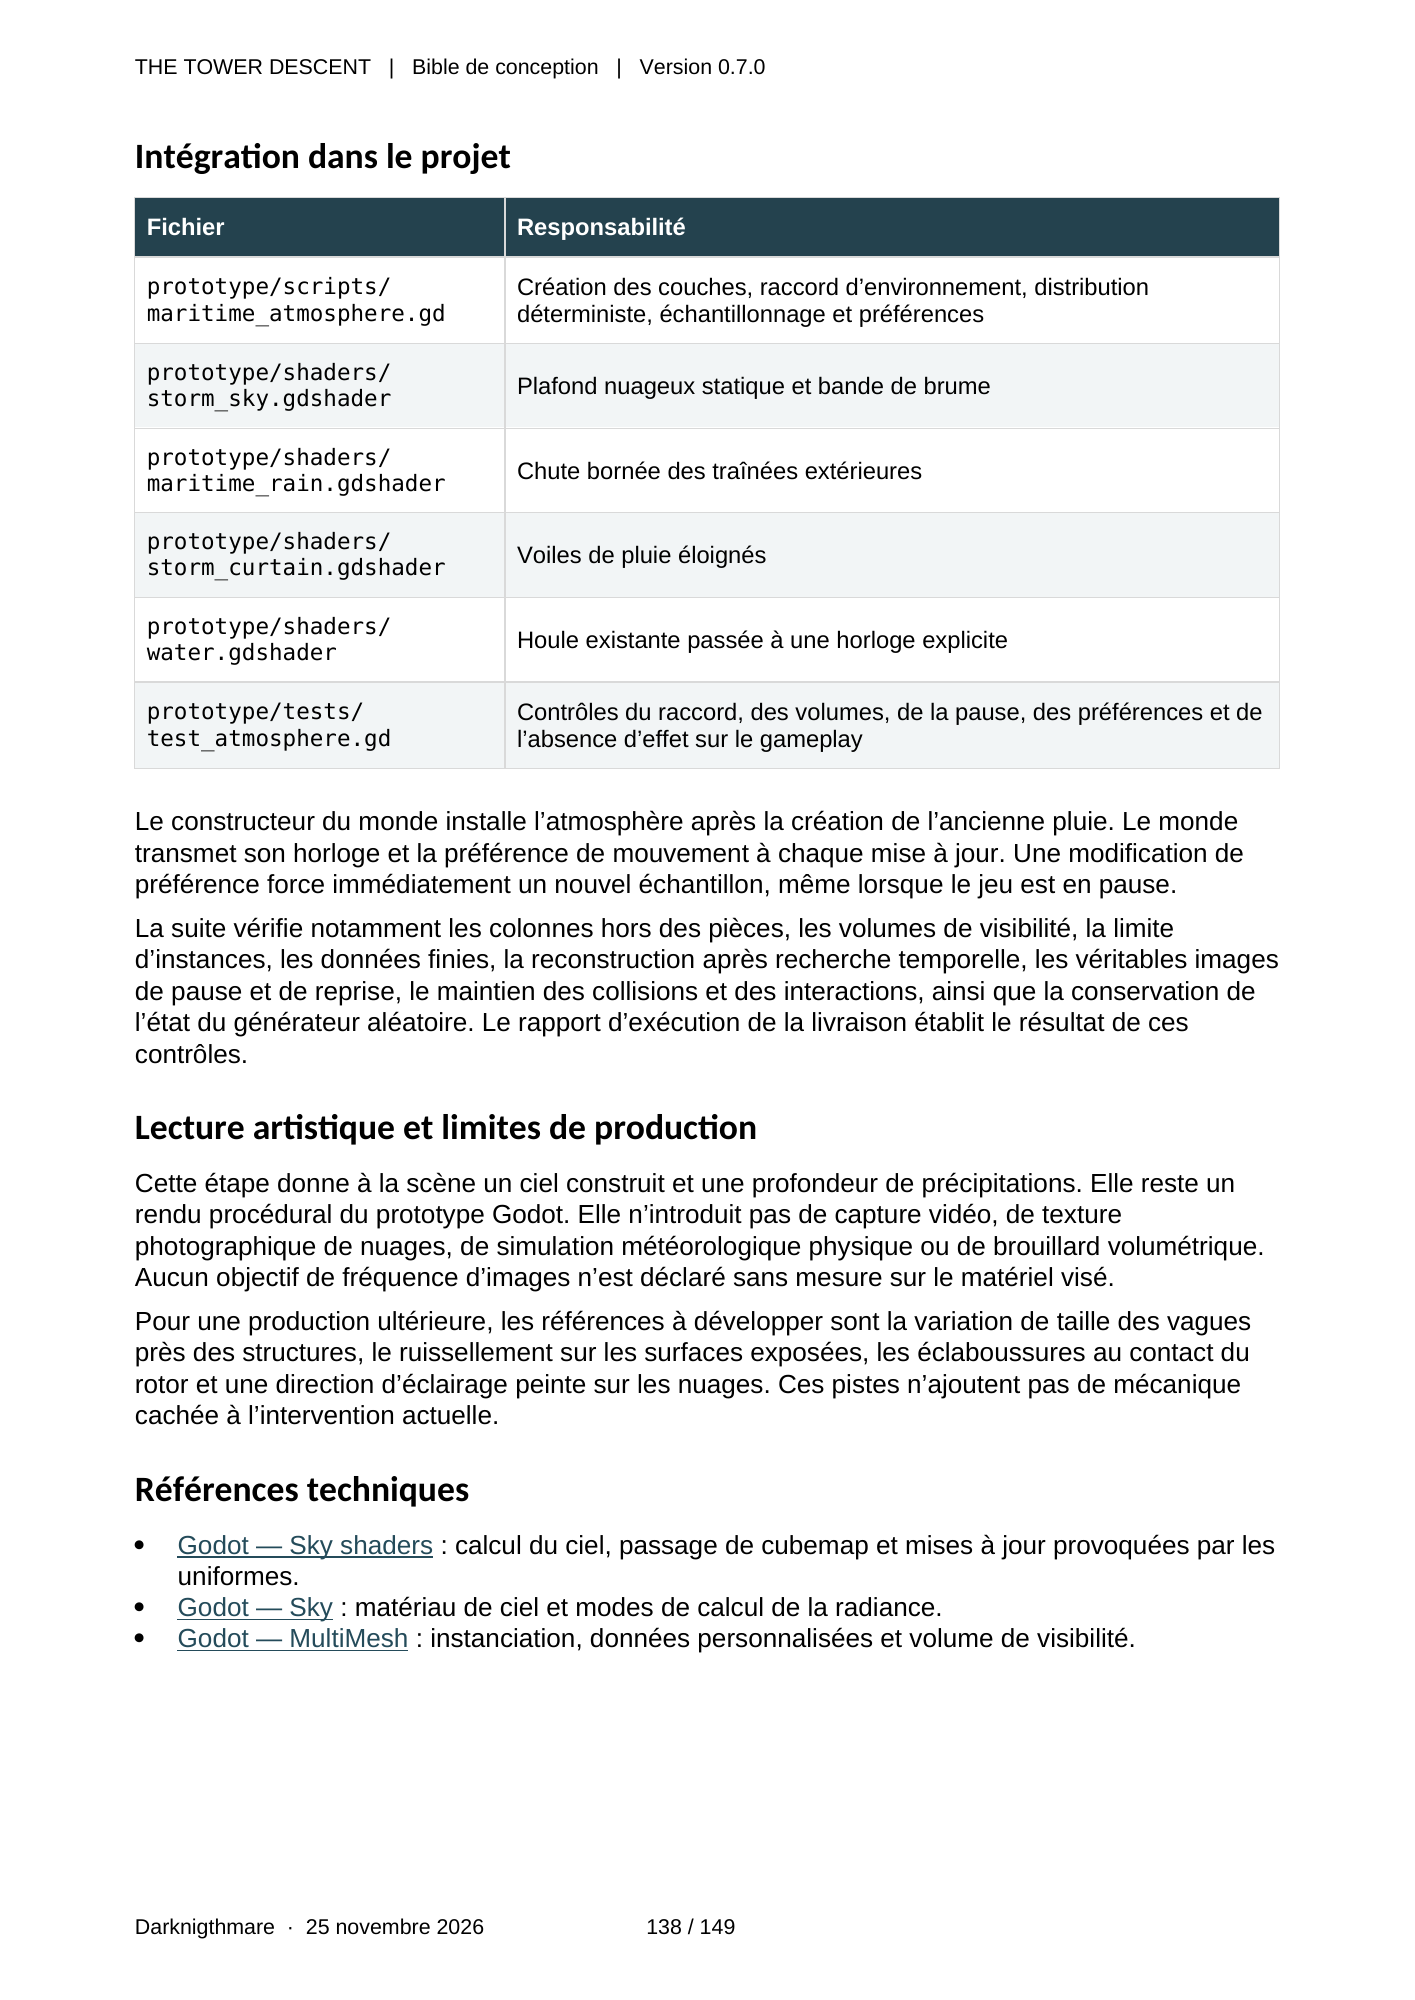 THE TOWER DESCENT | Bible de conception | Version 0.7.0
Intégration dans le projet
Fichier Responsabilité
prototype/scripts/
maritime_atmosphere.gd
Création des couches, raccord d’environnement, distribution
déterministe, échantillonnage et préférences
prototype/shaders/
storm_sky.gdshader
Plafond nuageux statique et bande de brume
prototype/shaders/
maritime_rain.gdshader
Chute bornée des traînées extérieures
prototype/shaders/
storm_curtain.gdshader
Voiles de pluie éloignés
prototype/shaders/
water.gdshader
Houle existante passée à une horloge explicite
prototype/tests/
test_atmosphere.gd
Contrôles du raccord, des volumes, de la pause, des préférences et de
l’absence d’effet sur le gameplay
Le constructeur du monde installe l’atmosphère après la création de l’ancienne pluie. Le monde
transmet son horloge et la préférence de mouvement à chaque mise à jour. Une modification de
préférence force immédiatement un nouvel échantillon, même lorsque le jeu est en pause.
La suite vérifie notamment les colonnes hors des pièces, les volumes de visibilité, la limite
d’instances, les données finies, la reconstruction après recherche temporelle, les véritables images
de pause et de reprise, le maintien des collisions et des interactions, ainsi que la conservation de
l’état du générateur aléatoire. Le rapport d’exécution de la livraison établit le résultat de ces
contrôles.
Lecture artistique et limites de production
Cette étape donne à la scène un ciel construit et une profondeur de précipitations. Elle reste un
rendu procédural du prototype Godot. Elle n’introduit pas de capture vidéo, de texture
photographique de nuages, de simulation météorologique physique ou de brouillard volumétrique.
Aucun objectif de fréquence d’images n’est déclaré sans mesure sur le matériel visé.
Pour une production ultérieure, les références à développer sont la variation de taille des vagues
près des structures, le ruissellement sur les surfaces exposées, les éclaboussures au contact du
rotor et une direction d’éclairage peinte sur les nuages. Ces pistes n’ajoutent pas de mécanique
cachée à l’intervention actuelle.
Références techniques
• Godot — Sky shaders : calcul du ciel, passage de cubemap et mises à jour provoquées par les
uniformes.
• Godot — Sky : matériau de ciel et modes de calcul de la radiance.
• Godot — MultiMesh : instanciation, données personnalisées et volume de visibilité.
Darknigthmare · 25 novembre 2026 138 / 149